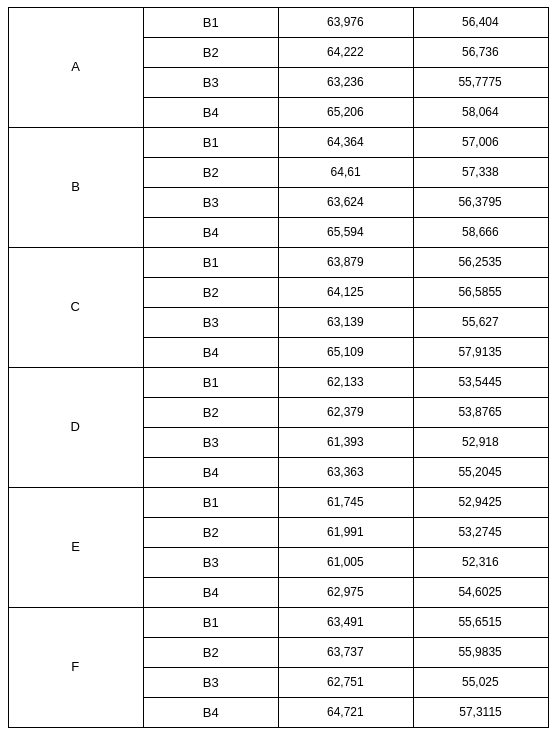 A
B1 63,976 56,404
B2 64,222 56,736
B3 63,236 55,7775
B4 65,206 58,064
B
B1 64,364 57,006
B2 64,61 57,338
B3 63,624 56,3795
B4 65,594 58,666
C
B1 63,879 56,2535
B2 64,125 56,5855
B3 63,139 55,627
B4 65,109 57,9135
D
B1 62,133 53,5445
B2 62,379 53,8765
B3 61,393 52,918
B4 63,363 55,2045
E
B1 61,745 52,9425
B2 61,991 53,2745
B3 61,005 52,316
B4 62,975 54,6025
F
B1 63,491 55,6515
B2 63,737 55,9835
B3 62,751 55,025
B4 64,721 57,3115